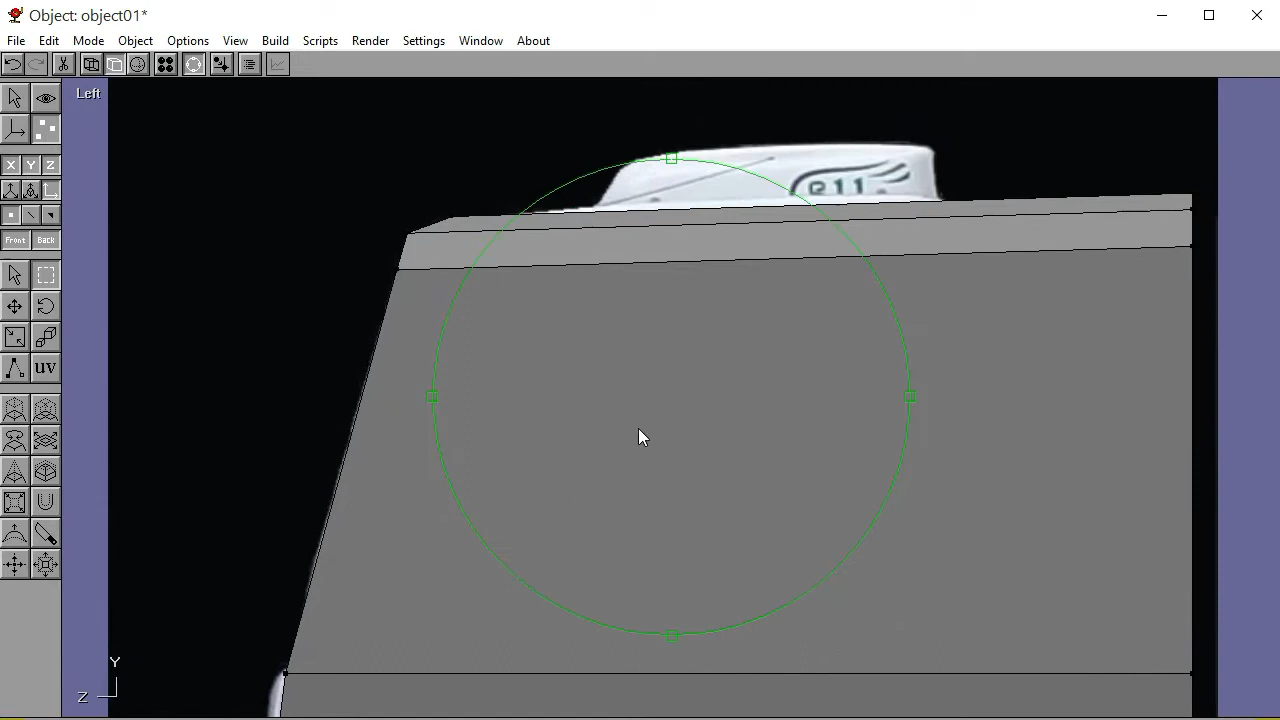 Object: object01*
File Edit Mode Object Options View Build Scripts Render Settings Window About
Left
X Y Z
Front Back
uv
Y
Z